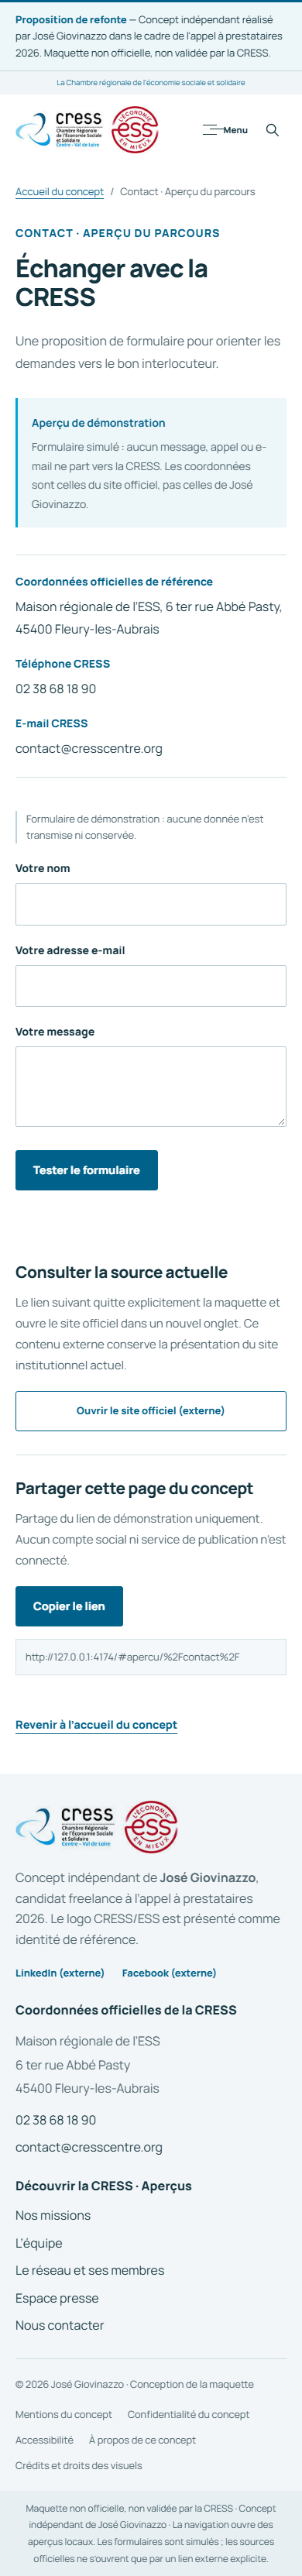 Proposition de refonte — Concept indépendant réalisé
par José Giovinazzo dans le cadre de l'appel à prestataires
2026. Maquette non officielle, non validée par la CRESS.
La Chambre régionale de l'économie sociale et solidaire
cress
Chambre Régionale
de l'Économie Sociale
et Solidaire
Centre - Val de Loire
L'ÉCONOMIE
ESS
EN MIEUX
Menu
Accueil du concept / Contact · Aperçu du parcours
CONTACT · APERÇU DU PARCOURS
Échanger avec la
CRESS
Une proposition de formulaire pour orienter les
demandes vers le bon interlocuteur.
Aperçu de démonstration
Formulaire simulé : aucun message, appel ou e-
mail ne part vers la CRESS. Les coordonnées
sont celles du site officiel, pas celles de José
Giovinazzo.
Coordonnées officielles de référence
Maison régionale de l'ESS, 6 ter rue Abbé Pasty,
45400 Fleury-les-Aubrais
Téléphone CRESS
02 38 68 18 90
E-mail CRESS
contact@cresscentre.org
Formulaire de démonstration : aucune donnée n'est
transmise ni conservée.
Votre nom
Votre adresse e-mail
Votre message
Tester le formulaire
Consulter la source actuelle
Le lien suivant quitte explicitement la maquette et
ouvre le site officiel dans un nouvel onglet. Ce
contenu externe conserve la présentation du site
institutionnel actuel.
Ouvrir le site officiel (externe)
Partager cette page du concept
Partage du lien de démonstration uniquement.
Aucun compte social ni service de publication n'est
connecté.
Copier le lien
http://127.0.0.1:4174/#apercu/%2Fcontact%2F
Revenir à l'accueil du concept
cress
Chambre Régionale
de l'Économie Sociale
et Solidaire
Centre - Val de Loire
L'ÉCONOMIE
ESS
EN MIEUX
Concept indépendant de José Giovinazzo,
candidat freelance à l'appel à prestataires
2026. Le logo CRESS/ESS est présenté comme
identité de référence.
LinkedIn (externe) Facebook (externe)
Coordonnées officielles de la CRESS
Maison régionale de l'ESS
6 ter rue Abbé Pasty
45400 Fleury-les-Aubrais
02 38 68 18 90
contact@cresscentre.org
Découvrir la CRESS · Aperçus
Nos missions
L'équipe
Le réseau et ses membres
Espace presse
Nous contacter
© 2026 José Giovinazzo · Conception de la maquette
Mentions du concept Confidentialité du concept
Accessibilité À propos de ce concept
Crédits et droits des visuels
Maquette non officielle, non validée par la CRESS · Concept
indépendant de José Giovinazzo · La navigation ouvre des
aperçus locaux. Les formulaires sont simulés ; les sources
officielles ne s'ouvrent que par un lien externe explicite.